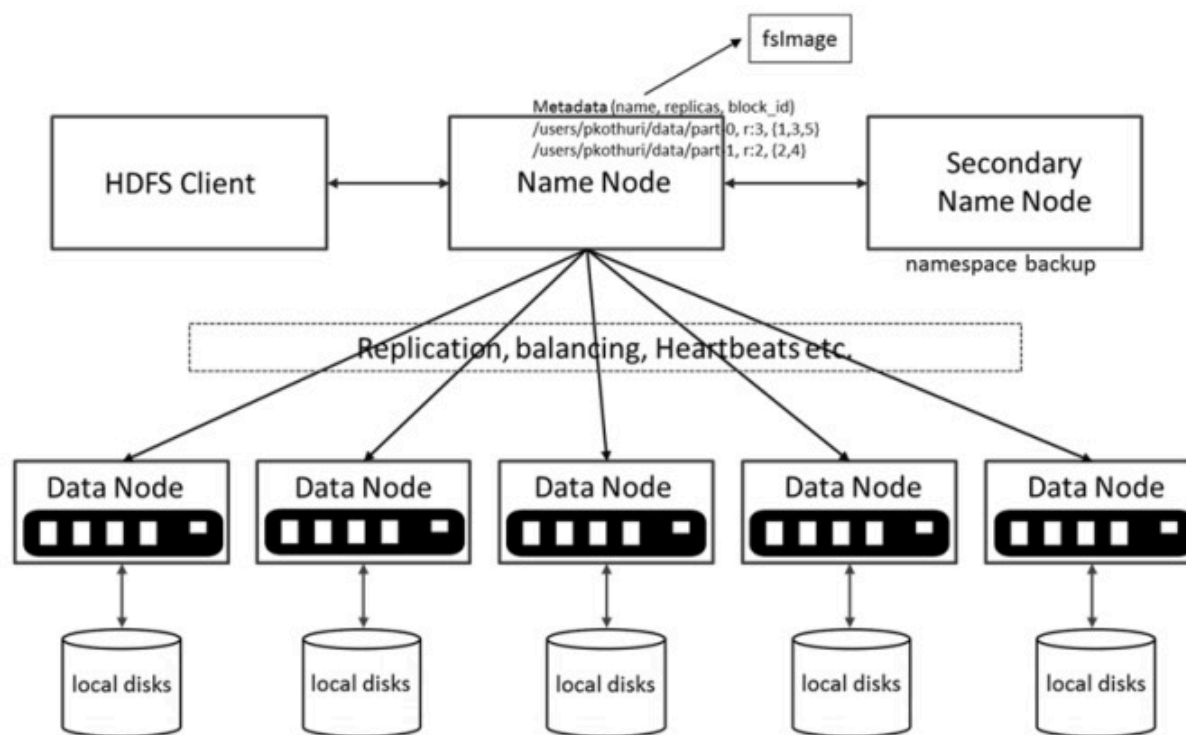 fsImage
Metadata (name, replicas, block_id)
/users/pkothuri/data/part-0, r:3, {1,3,5}
/users/pkothuri/data/part-1, r:2, {2,4}
HDFS Client
Name Node
Secondary
Name Node
namespace backup
Replication, balancing, Heartbeats etc.
Data Node
Data Node
Data Node
Data Node
Data Node
local disks
local disks
local disks
local disks
local disks